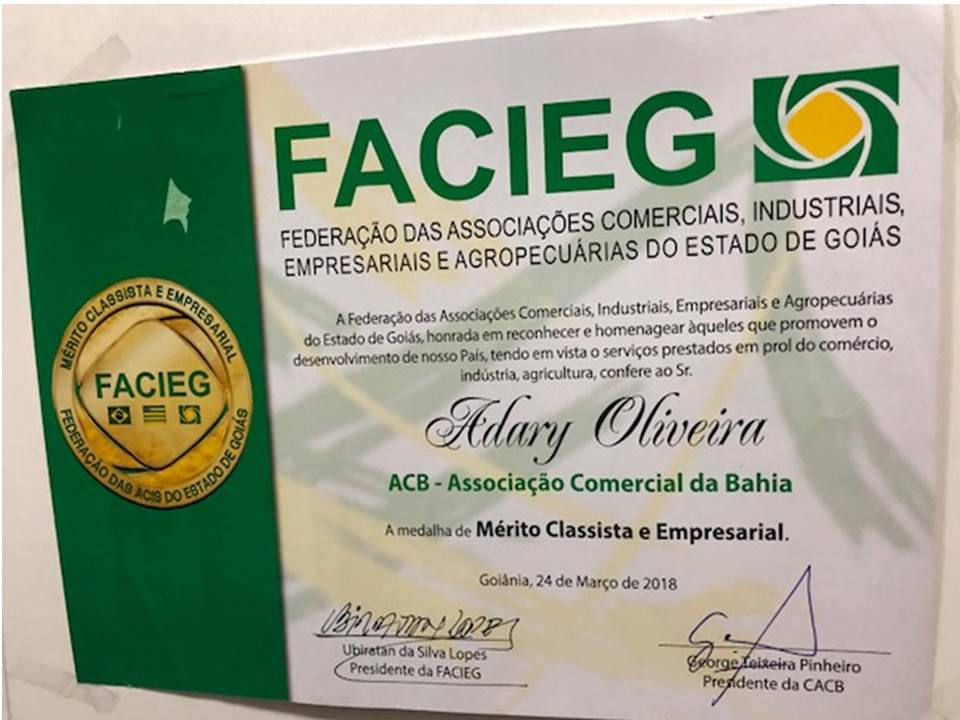 FACIEG
FEDERAÇÃO DAS ASSOCIAÇÕES COMERCIAIS, INDUSTRIAIS,
EMPRESARIAIS E AGROPECUÁRIAS DO ESTADO DE GOIÁS
A Federação das Associações Comerciais, Industriais, Empresariais e Agropecuárias
do Estado de Goiás, honrada em reconhecer e homenagear àqueles que promovem o
desenvolvimento de nosso País, tendo em vista o serviços prestados em prol do comércio,
indústria, agricultura, confere ao Sr.
Adary Oliveira
ACB - Associação Comercial da Bahia
A medalha de Mérito Classista e Empresarial.
Goiânia, 24 de Março de 2018
Ubiratan da Silva Lopes
Presidente da FACIEG
George Teixeira Pinheiro
Presidente da CACB
MÉRITO CLASSISTA E EMPRESARIAL
FACIEG
FEDERAÇÃO DAS ACIS DO ESTADO DE GOIÁS